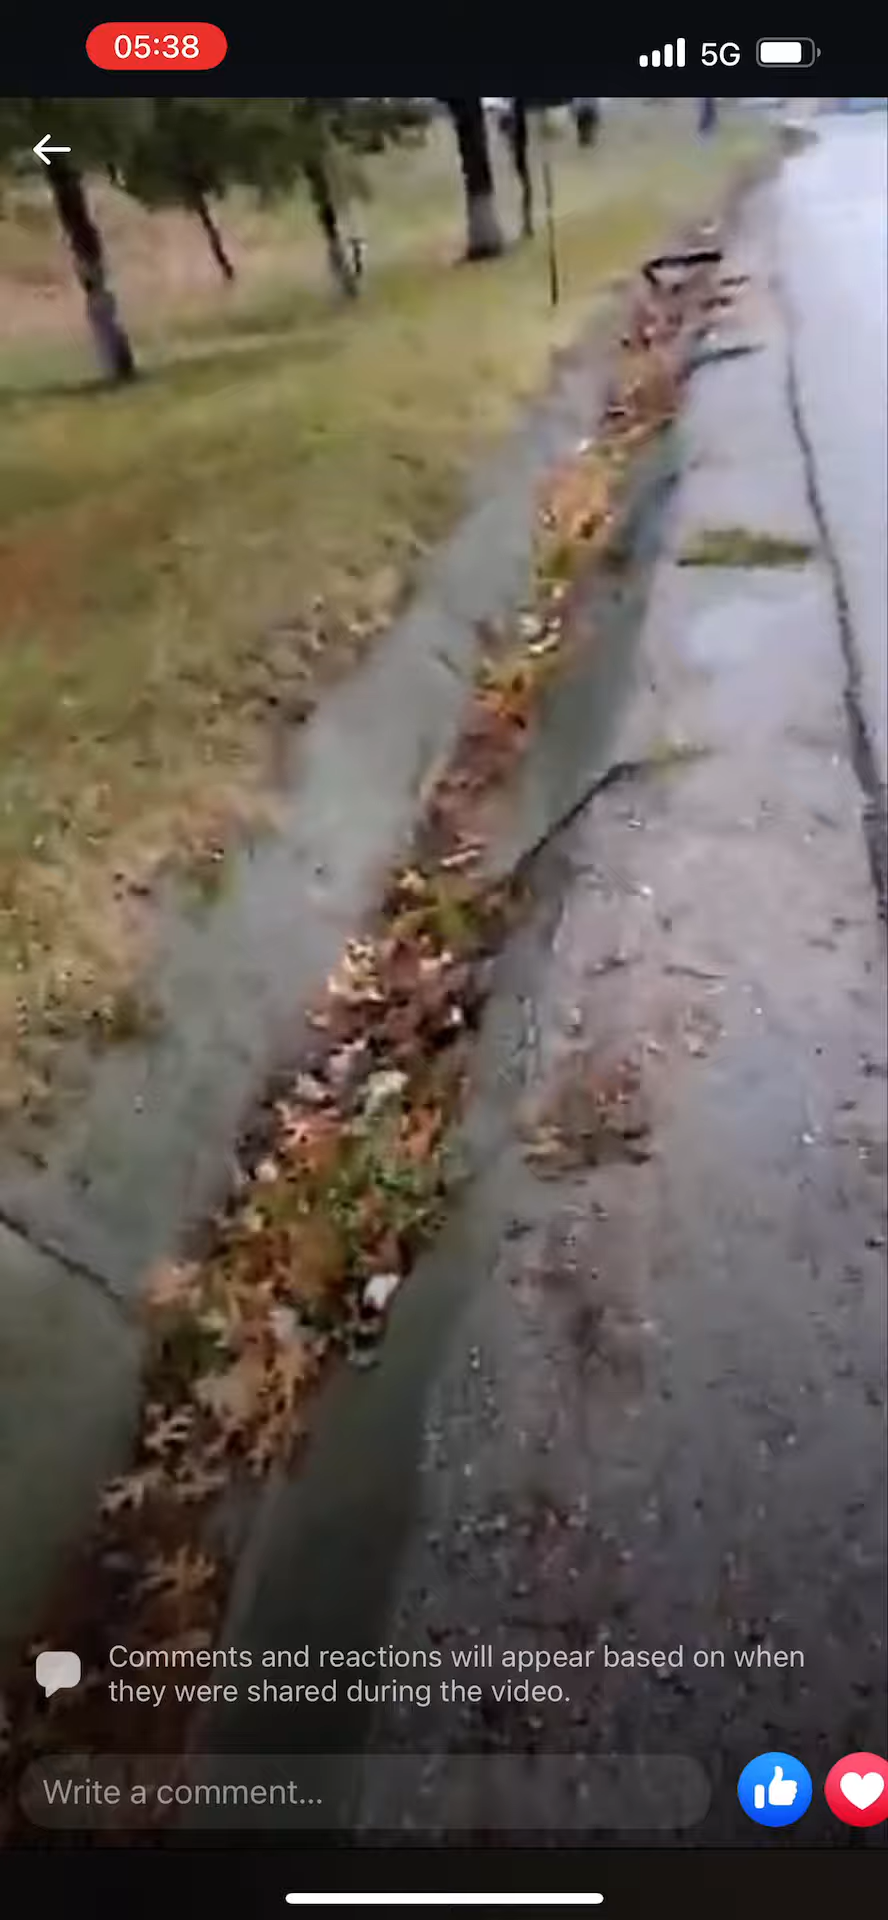 05:38
5G
Comments and reactions will appear based on when
they were shared during the video.
Write a comment...